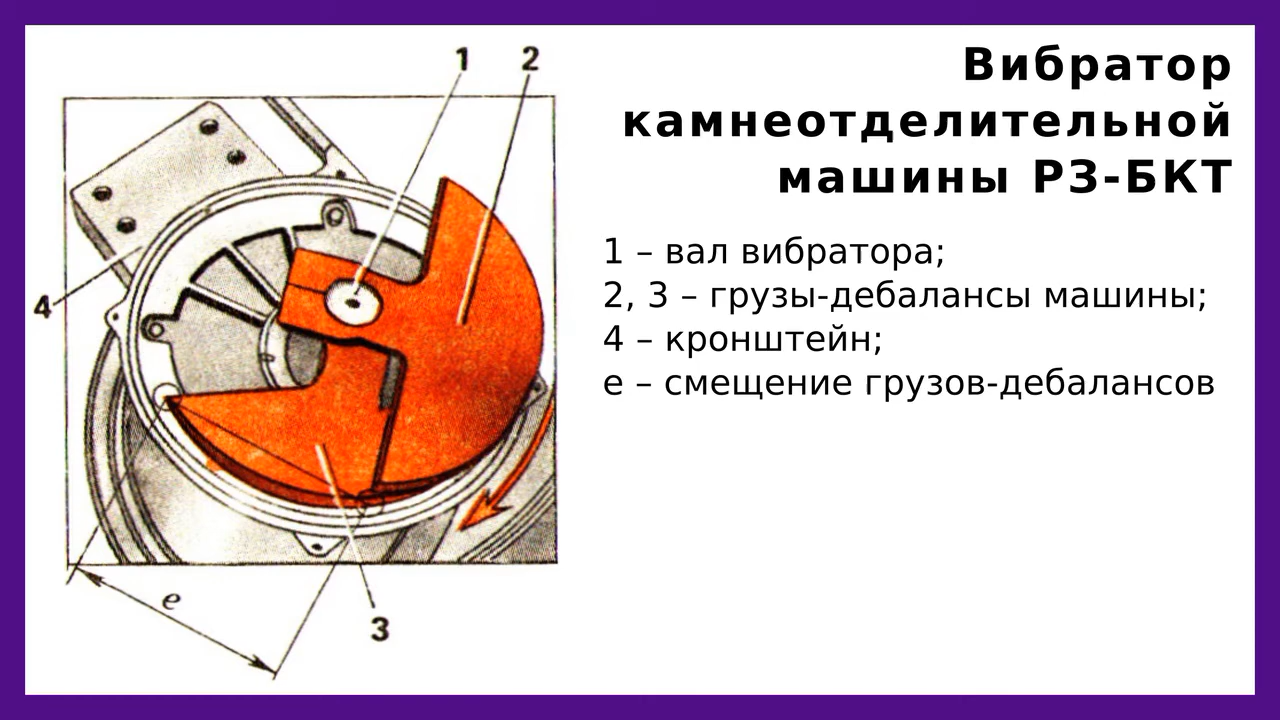 1 2
4
e
3
Вибратор
камнеотделительной
машины РЗ-БКТ
1 – вал вибратора;
2, 3 – грузы-дебалансы машины;
4 – кронштейн;
е – смещение грузов-дебалансов